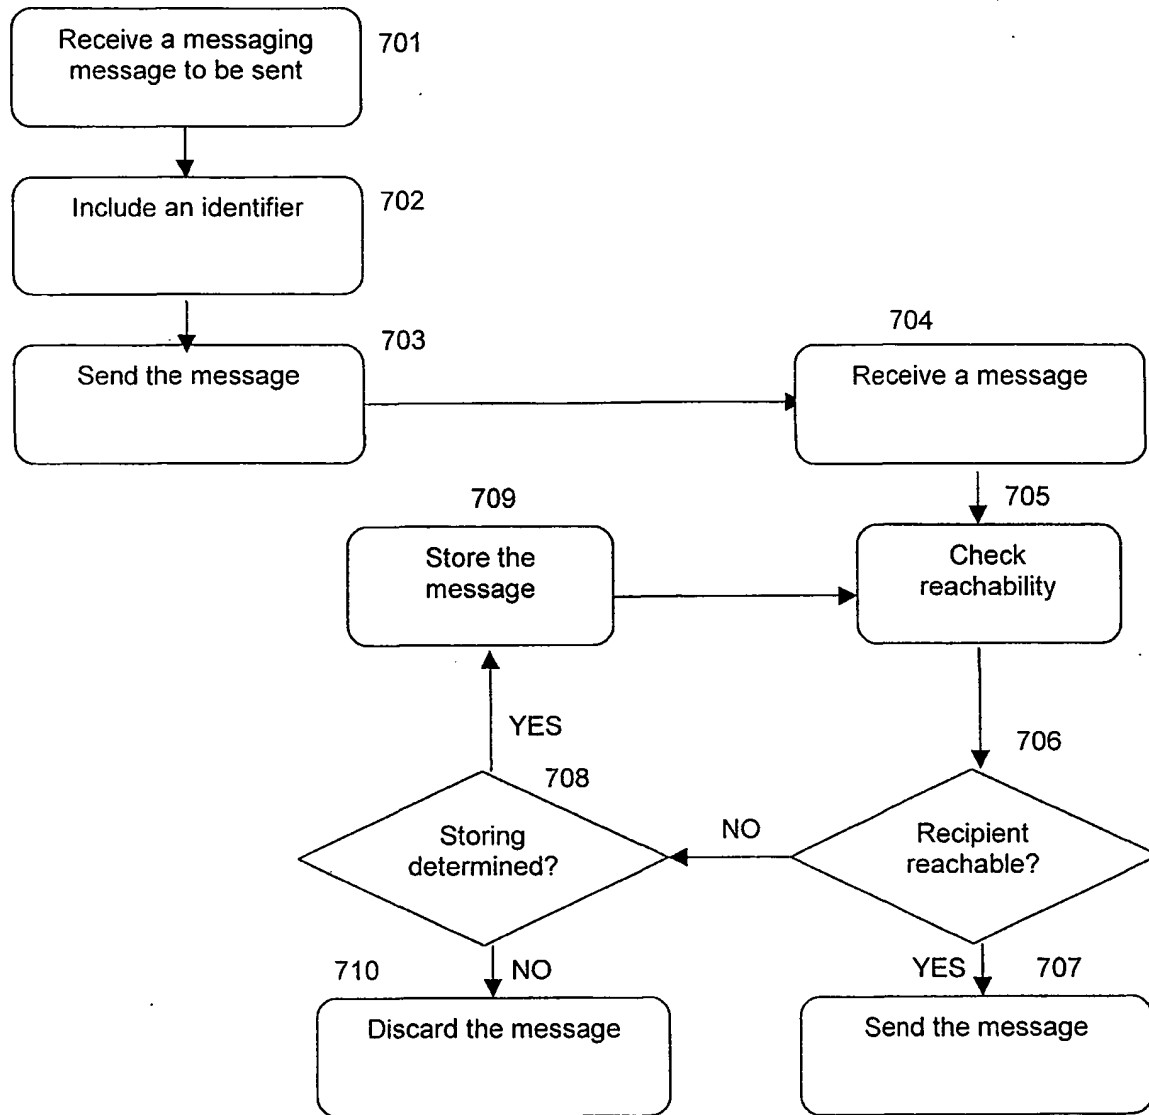 Receive a messaging
message to be sent
701
Include an identifier
702
703
Send the message
704
Receive a message
705
709
Store the
message
Check
reachability
YES
706
708
Storing
determined?
NO
Recipient
reachable?
710
NO
YES
707
Discard the message
Send the message